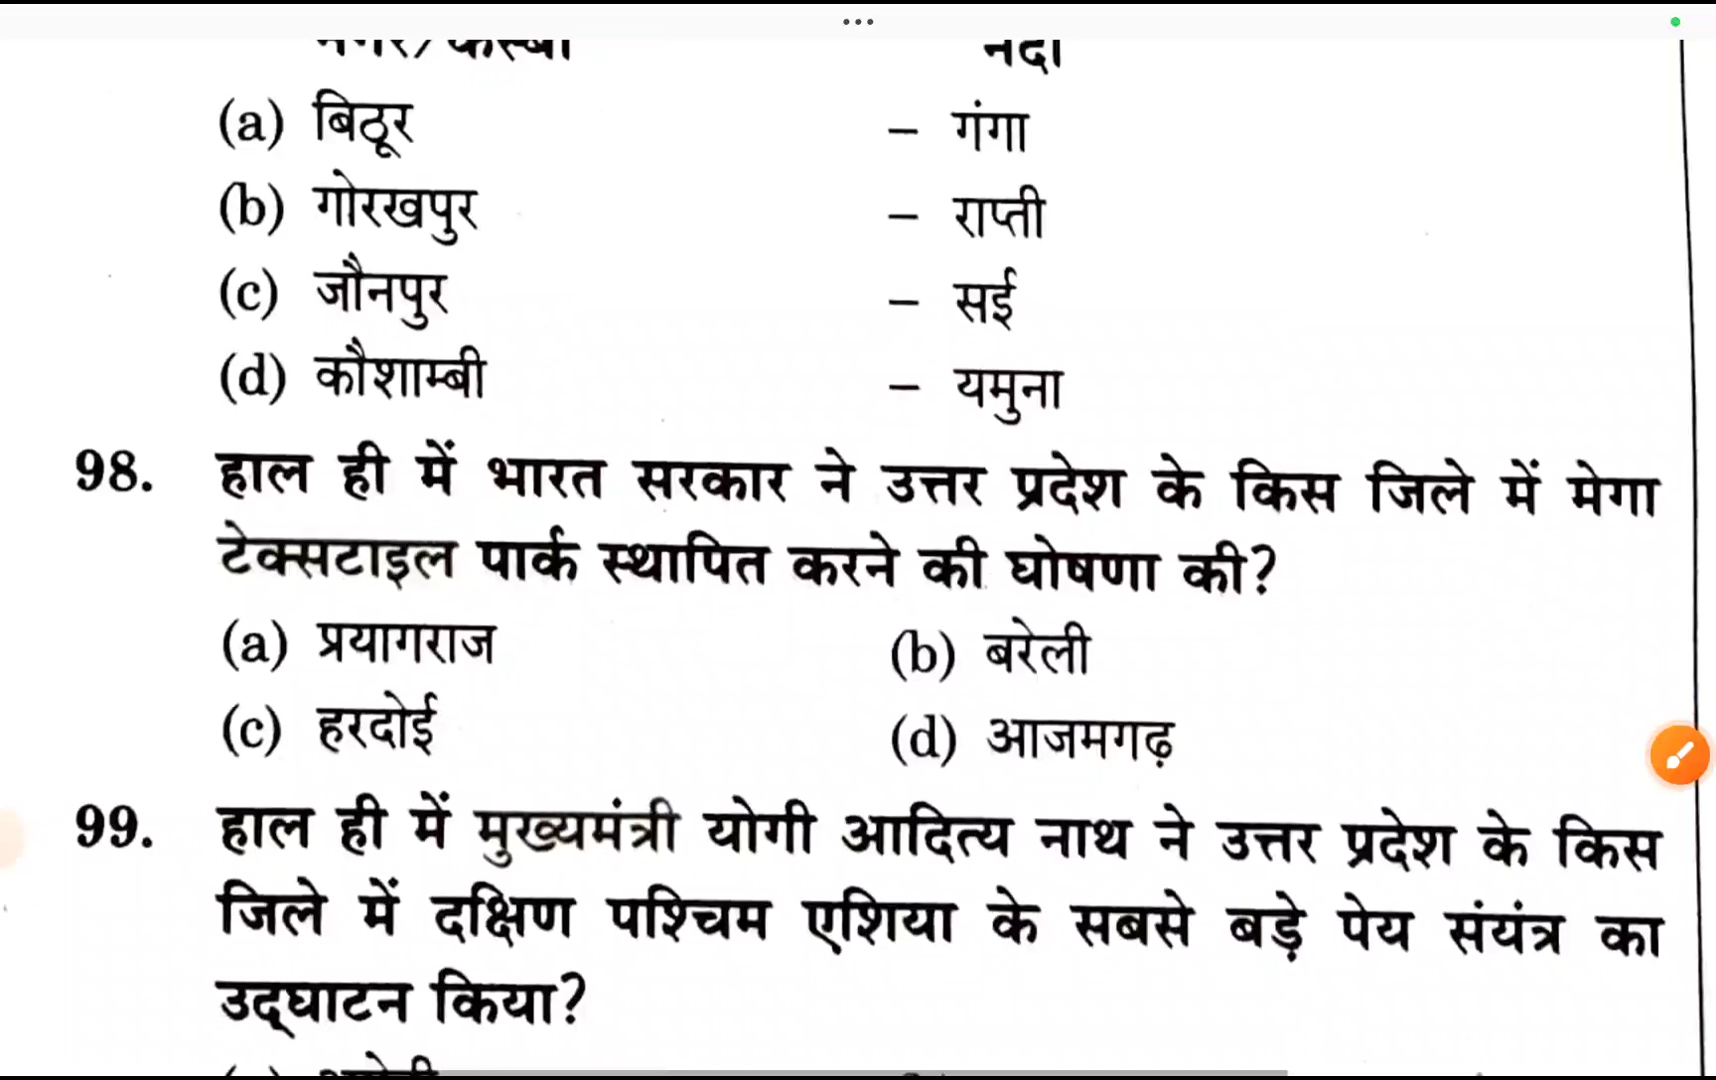 (a) बिठूर – गंगा
(b) गोरखपुर – राप्ती
(c) जौनपुर – सई
(d) कौशाम्बी – यमुना
98. हाल ही में भारत सरकार ने उत्तर प्रदेश के किस जिले में मेगा
टेक्सटाइल पार्क स्थापित करने की घोषणा की?
(a) प्रयागराज (b) बरेली
(c) हरदोई (d) आजमगढ़
99. हाल ही में मुख्यमंत्री योगी आदित्य नाथ ने उत्तर प्रदेश के किस
जिले में दक्षिण पश्चिम एशिया के सबसे बड़े पेय संयंत्र का
उद्घाटन किया?